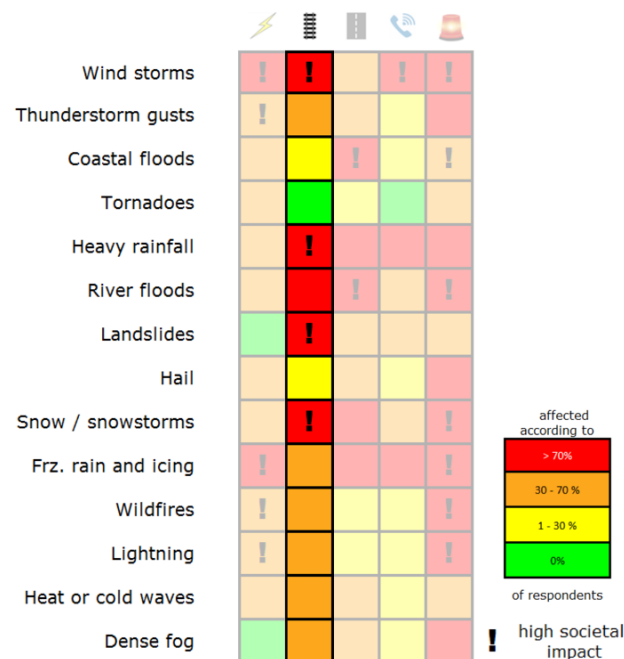 Wind storms
! ! ! !
Thunderstorm gusts
!
Coastal floods
! !
Tornadoes
Heavy rainfall
!
River floods
! !
Landslides
!
Hail
Snow / snowstorms
! !
Frz. rain and icing
! !
Wildfires
! !
Lightning
! !
Heat or cold waves
Dense fog
affected
according to
> 70%
30 - 70 %
1 - 30 %
0%
of respondents
! high societal
impact